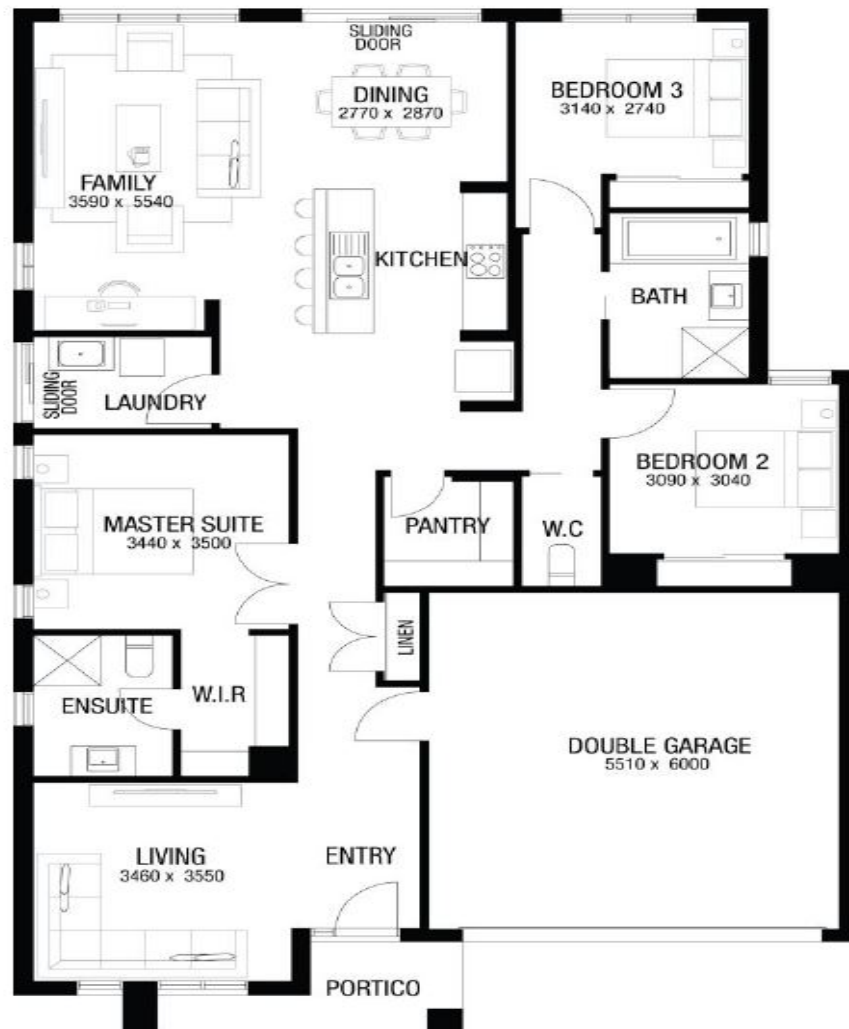 SLIDING
DOOR
DINING
2770 x 2870
BEDROOM 3
3140 x 2740
FAMILY
3590 x 5540
KITCHEN
BATH
SLIDING
DOOR
LAUNDRY
BEDROOM 2
3090 x 3040
MASTER SUITE
3440 x 3500
PANTRY
W.C
LINEN
ENSUITE
W.I.R
DOUBLE GARAGE
5510 x 6000
LIVING
3460 x 3550
ENTRY
PORTICO